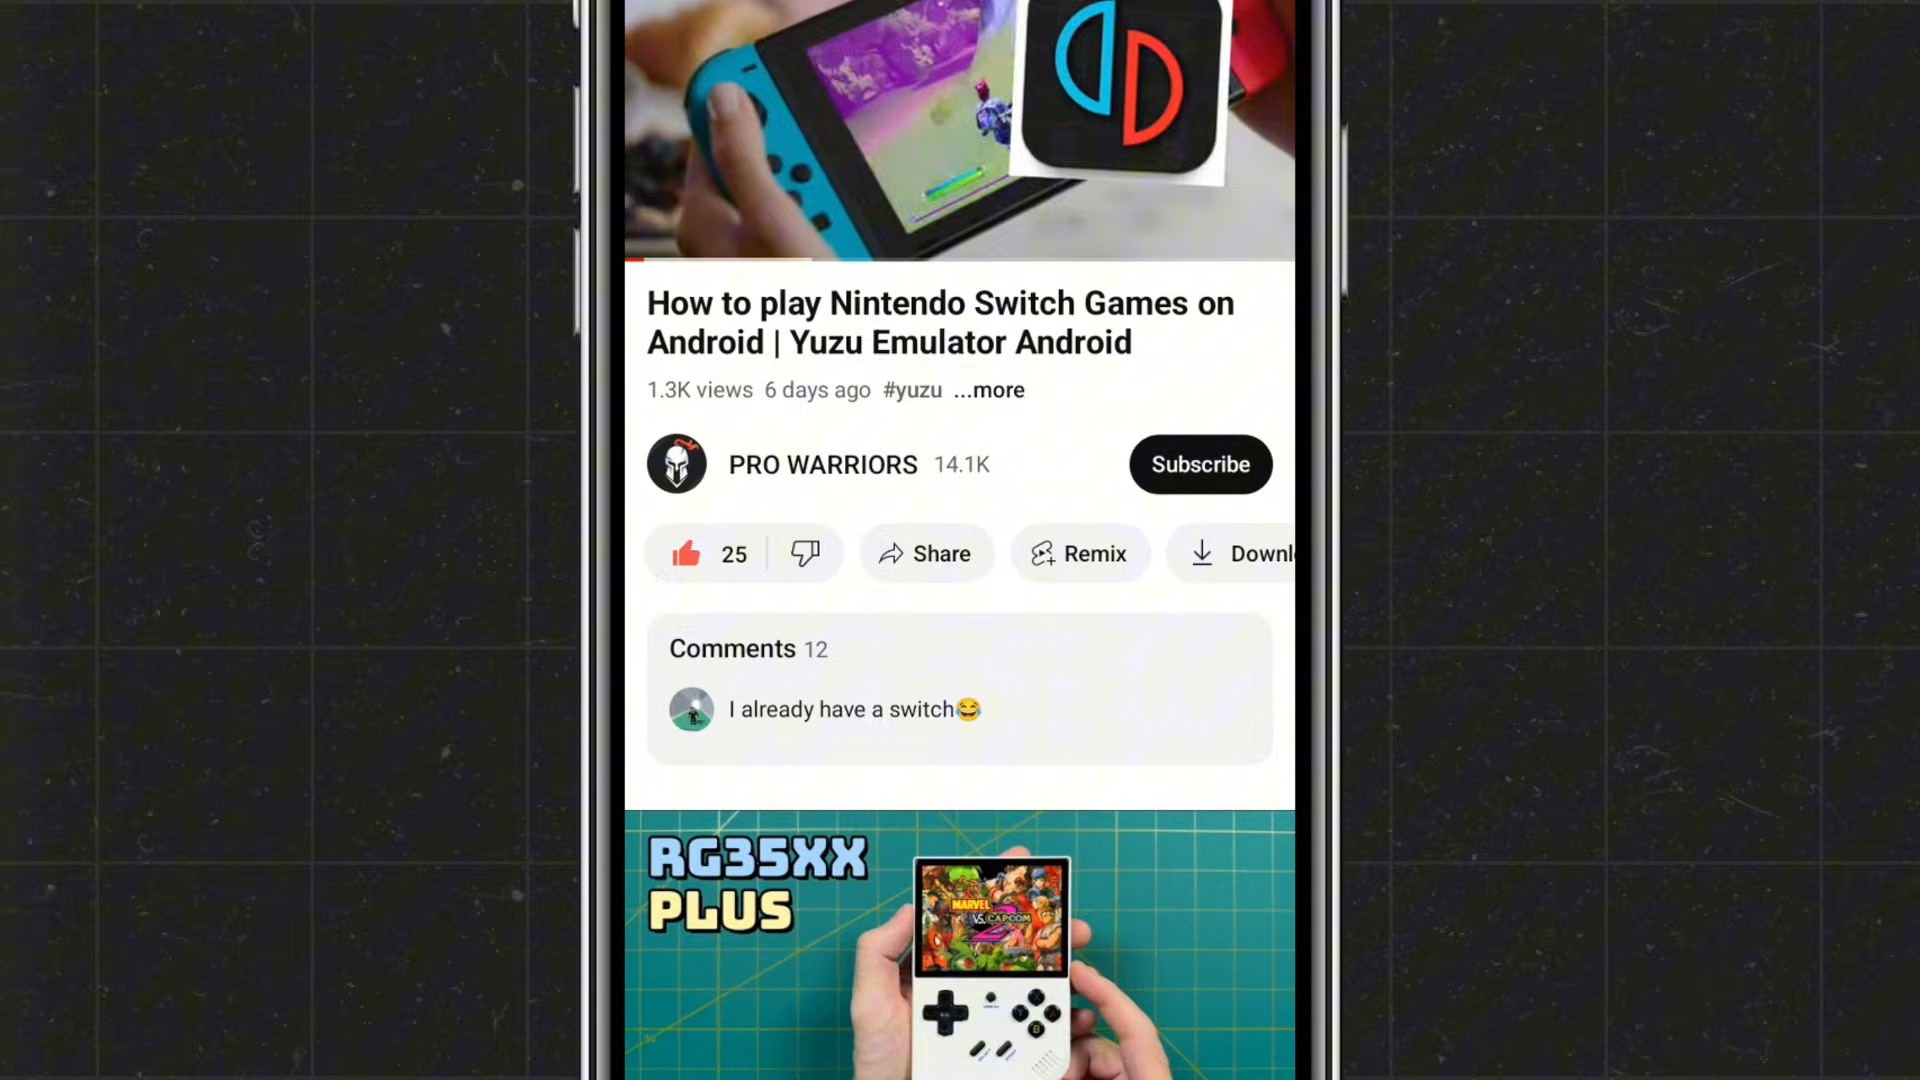 How to play Nintendo Switch Games on
Android | Yuzu Emulator Android
1.3K views 6 days ago #yuzu ...more
PRO WARRIORS 14.1K Subscribe
25 Share Remix Downl
Comments 12
I already have a switch😂
RG35XX
PLUS
MARVEL
VS. CAPCOM
2